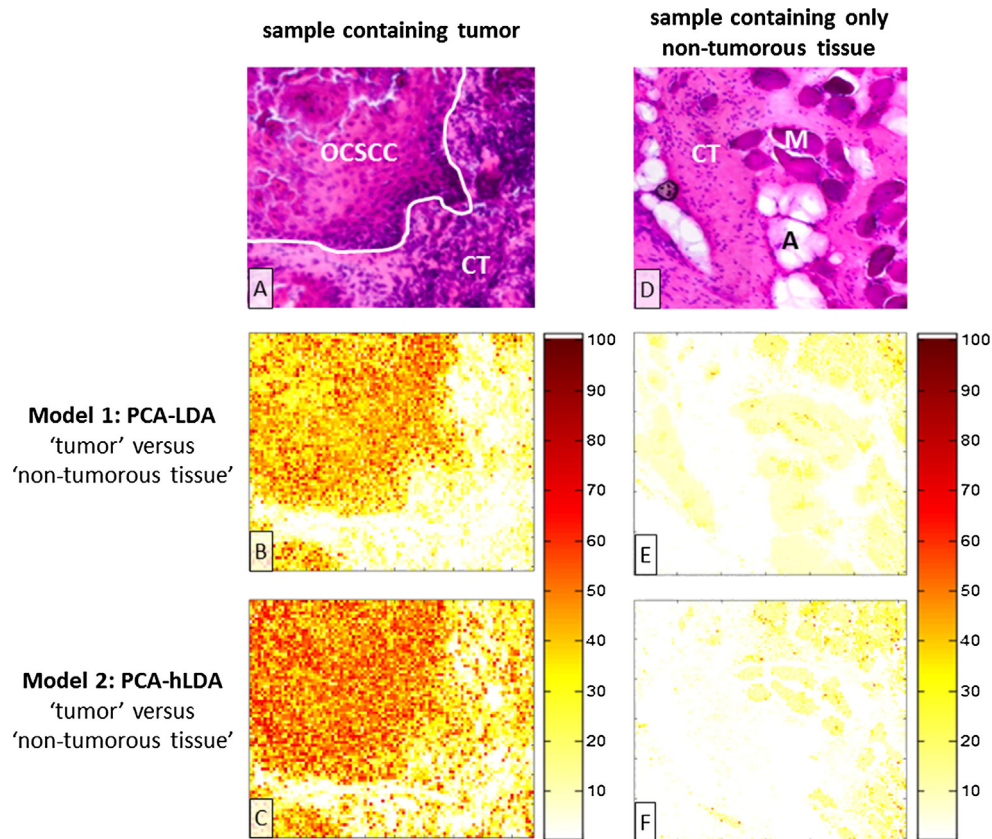 sample containing tumor
sample containing only
non-tumorous tissue
OCSCC
CT
A
CT
M
A
D
Model 1: PCA-LDA
‘tumor’ versus
‘non-tumorous tissue’
B
100
90
80
70
60
50
40
30
20
10
E
100
90
80
70
60
50
40
30
20
10
Model 2: PCA-hLDA
‘tumor’ versus
‘non-tumorous tissue’
C
F